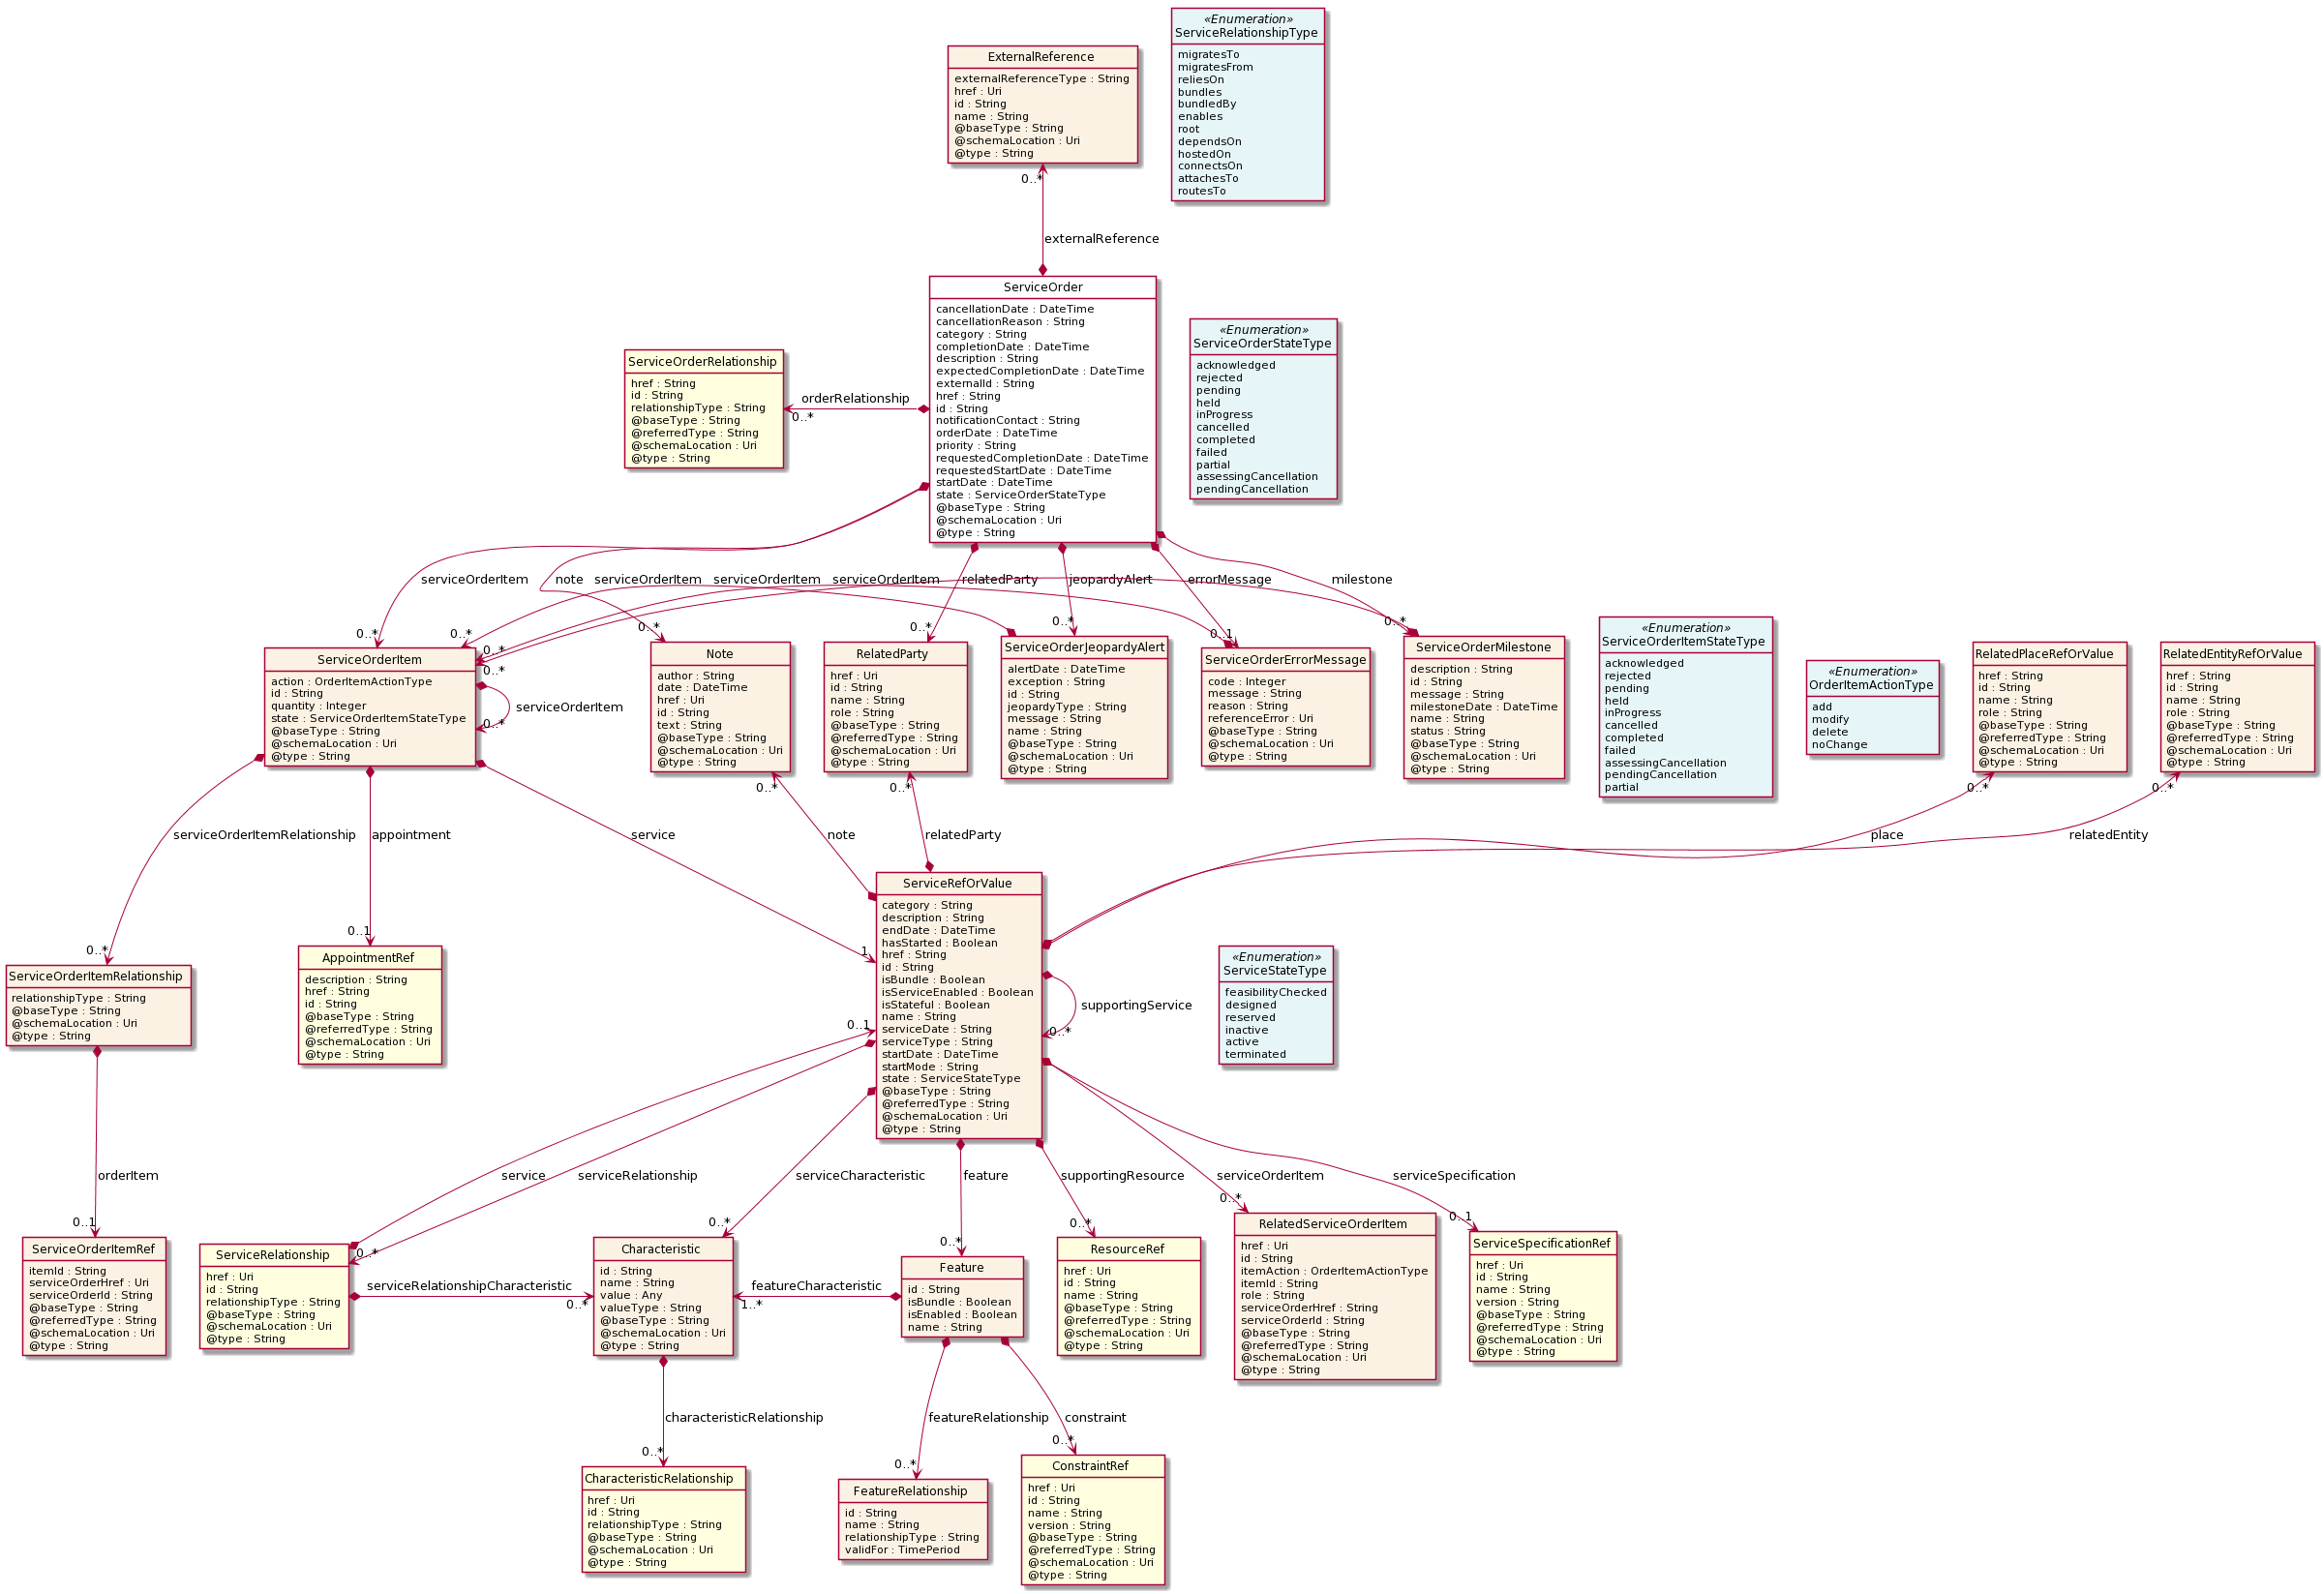 «Enumeration»
ServiceRelationshipType
migratesTo
migratesFrom
reliesOn
bundles
bundledBy
enables
root
dependsOn
hostedOn
connectsOn
attachesTo
routesTo
ExternalReference
externalReferenceType : String
href : Uri
id : String
name : String
@baseType : String
@schemaLocation : Uri
@type : String
0..*
externalReference
ServiceOrder
cancellationDate : DateTime
cancellationReason : String
category : String
completionDate : DateTime
description : String
expectedCompletionDate : DateTime
externalId : String
href : String
id : String
notificationContact : String
orderDate : DateTime
priority : String
requestedCompletionDate : DateTime
requestedStartDate : DateTime
startDate : DateTime
state : ServiceOrderStateType
@baseType : String
@schemaLocation : Uri
@type : String
«Enumeration»
ServiceOrderStateType
acknowledged
rejected
pending
held
inProgress
cancelled
completed
failed
partial
assessingCancellation
pendingCancellation
ServiceOrderRelationship
href : String
id : String
relationshipType : String
@baseType : String
@referredType : String
@schemaLocation : Uri
@type : String
orderRelationship
0..*
serviceOrderItem
note
serviceOrderItem
serviceOrderItem
serviceOrderItem
relatedParty
jeopardyAlert
errorMessage
milestone
0..*
0..*
0..*
0..*
0..*
0..*
0..*
0..1
0..*
ServiceOrderItem
action : OrderItemActionType
id : String
quantity : Integer
state : ServiceOrderItemStateType
@baseType : String
@schemaLocation : Uri
@type : String
serviceOrderItem
0..*
Note
author : String
date : DateTime
href : Uri
id : String
text : String
@baseType : String
@schemaLocation : Uri
@type : String
RelatedParty
href : Uri
id : String
name : String
role : String
@baseType : String
@referredType : String
@schemaLocation : Uri
@type : String
ServiceOrderJeopardyAlert
alertDate : DateTime
exception : String
id : String
jeopardyType : String
message : String
name : String
@baseType : String
@schemaLocation : Uri
@type : String
ServiceOrderErrorMessage
code : Integer
message : String
reason : String
referenceError : Uri
@baseType : String
@schemaLocation : Uri
@type : String
ServiceOrderMilestone
description : String
id : String
message : String
milestoneDate : DateTime
name : String
status : String
@baseType : String
@schemaLocation : Uri
@type : String
«Enumeration»
ServiceOrderItemStateType
acknowledged
rejected
pending
held
inProgress
cancelled
completed
failed
assessingCancellation
pendingCancellation
partial
«Enumeration»
OrderItemActionType
add
modify
delete
noChange
RelatedPlaceRefOrValue
href : String
id : String
name : String
role : String
@baseType : String
@referredType : String
@schemaLocation : Uri
@type : String
RelatedEntityRefOrValue
href : String
id : String
name : String
role : String
@baseType : String
@referredType : String
@schemaLocation : Uri
@type : String
0..*
0..*
0..*
0..*
serviceOrderItemRelationship
appointment
service
note
relatedParty
place
relatedEntity
0..*
0..1
1
ServiceRefOrValue
category : String
description : String
endDate : DateTime
hasStarted : Boolean
href : String
id : String
isBundle : Boolean
isServiceEnabled : Boolean
isStateful : Boolean
name : String
serviceDate : String
serviceType : String
startDate : DateTime
startMode : String
state : ServiceStateType
@baseType : String
@referredType : String
@schemaLocation : Uri
@type : String
supportingService
0..*
0..1
«Enumeration»
ServiceStateType
feasibilityChecked
designed
reserved
inactive
active
terminated
ServiceOrderItemRelationship
relationshipType : String
@baseType : String
@schemaLocation : Uri
@type : String
AppointmentRef
description : String
href : String
id : String
@baseType : String
@referredType : String
@schemaLocation : Uri
@type : String
orderItem
service
serviceRelationship
serviceCharacteristic
feature
supportingResource
serviceOrderItem
serviceSpecification
0..1
0..*
0..*
0..*
0..*
0..*
0..1
ServiceOrderItemRef
itemId : String
serviceOrderHref : Uri
serviceOrderId : String
@baseType : String
@referredType : String
@schemaLocation : Uri
@type : String
ServiceRelationship
href : Uri
id : String
relationshipType : String
@baseType : String
@schemaLocation : Uri
@type : String
serviceRelationshipCharacteristic
0..*
Characteristic
id : String
name : String
value : Any
valueType : String
@baseType : String
@schemaLocation : Uri
@type : String
featureCharacteristic
1..*
Feature
id : String
isBundle : Boolean
isEnabled : Boolean
name : String
ResourceRef
href : Uri
id : String
name : String
@baseType : String
@referredType : String
@schemaLocation : Uri
@type : String
RelatedServiceOrderItem
href : Uri
id : String
itemAction : OrderItemActionType
itemId : String
role : String
serviceOrderHref : String
serviceOrderId : String
@baseType : String
@referredType : String
@schemaLocation : Uri
@type : String
ServiceSpecificationRef
href : Uri
id : String
name : String
version : String
@baseType : String
@referredType : String
@schemaLocation : Uri
@type : String
characteristicRelationship
featureRelationship
constraint
0..*
0..*
0..*
CharacteristicRelationship
href : Uri
id : String
relationshipType : String
@baseType : String
@schemaLocation : Uri
@type : String
FeatureRelationship
id : String
name : String
relationshipType : String
validFor : TimePeriod
ConstraintRef
href : Uri
id : String
name : String
version : String
@baseType : String
@referredType : String
@schemaLocation : Uri
@type : String